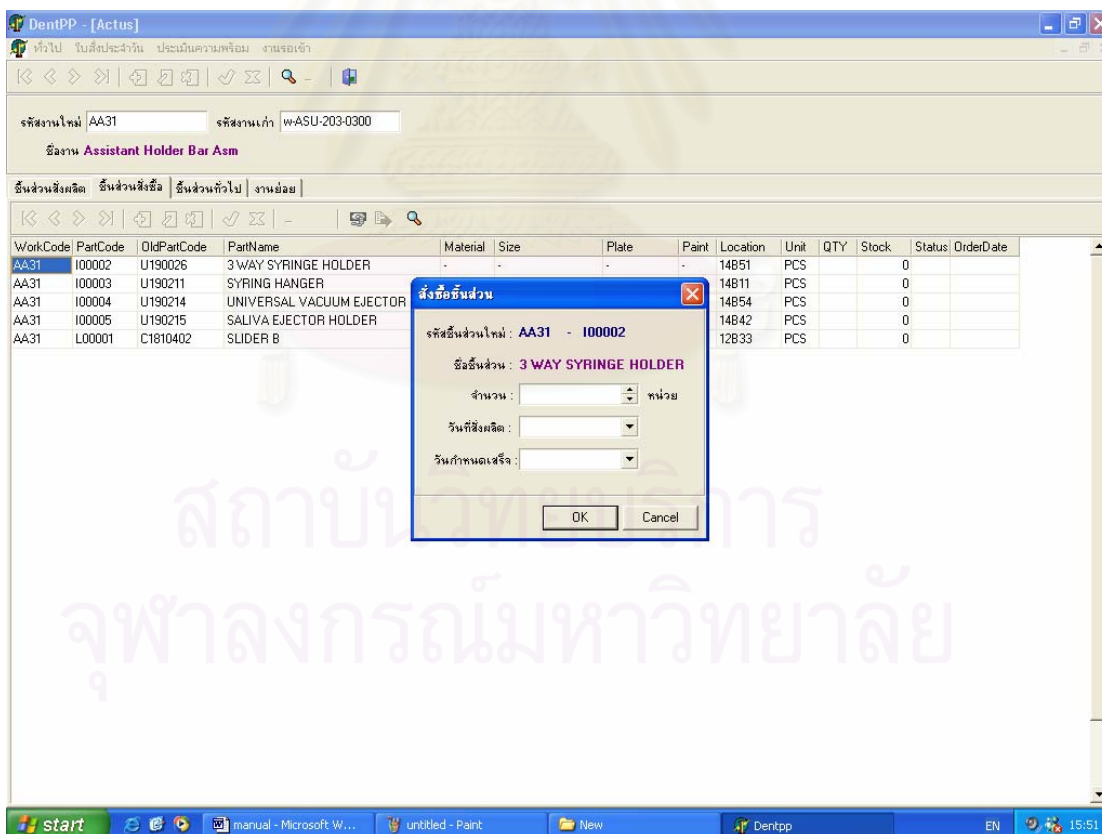 DentPP - [Actus]
ทั่วไป ใบสั่งประจำวัน ประเมินความพร้อม งานรอเข้า
รหัสงานใหม่ AA31 รหัสงานเก่า w-ASU-203-0300
ชื่องาน Assistant Holder Bar Asm
ชิ้นส่วนสั่งผลิต ชิ้นส่วนสั่งซื้อ ชิ้นส่วนทั่วไป งานย่อย
WorkCode PartCode OldPartCode PartName Material Size Plate Paint Location Unit QTY Stock Status OrderDate
AA31 I00002 U190026 3 WAY SYRINGE HOLDER - - - - 14B51 PCS 0
AA31 I00003 U190211 SYRING HANGER 14B11 PCS 0
AA31 I00004 U190214 UNIVERSAL VACUUM EJECTOR 14B54 PCS 0
AA31 I00005 U190215 SALIVA EJECTOR HOLDER 14B42 PCS 0
AA31 L00001 C1810402 SLIDER B 12B33 PCS 0
สั่งซื้อชิ้นส่วน
รหัสชิ้นส่วนใหม่ : AA31 - I00002
ชื่อชิ้นส่วน : 3 WAY SYRINGE HOLDER
จำนวน : หน่วย
วันที่สั่งผลิต :
วันกำหนดเสร็จ :
OK Cancel
สถาบันวิทยบริการ
จุฬาลงกรณ์มหาวิทยาลัย
start manual - Microsoft W... untitled - Paint New Dentpp EN 15:51